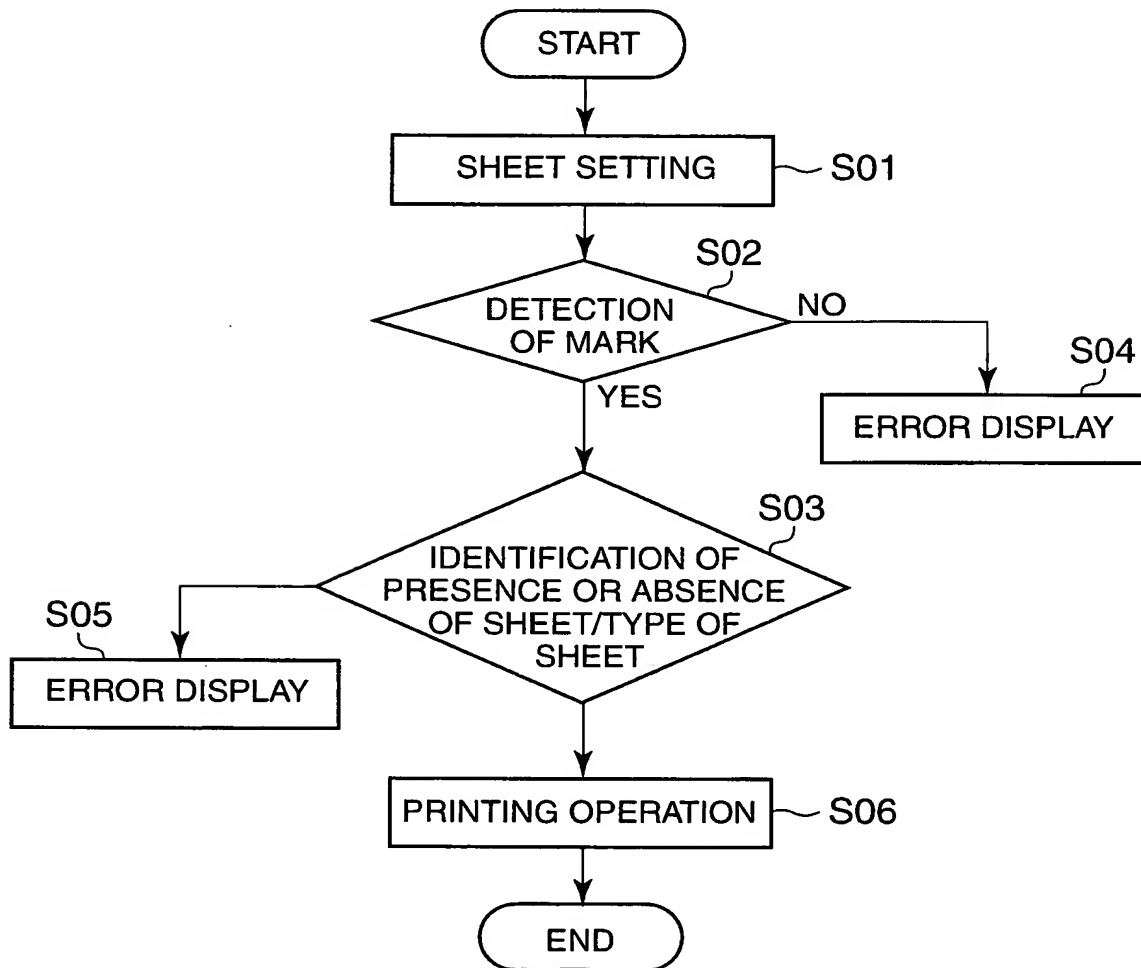 START
SHEET SETTING
S01
S02
DETECTION
OF MARK
NO
YES
S04
ERROR DISPLAY
S03
IDENTIFICATION OF
PRESENCE OR ABSENCE
OF SHEET/TYPE OF
SHEET
S05
ERROR DISPLAY
PRINTING OPERATION
S06
END